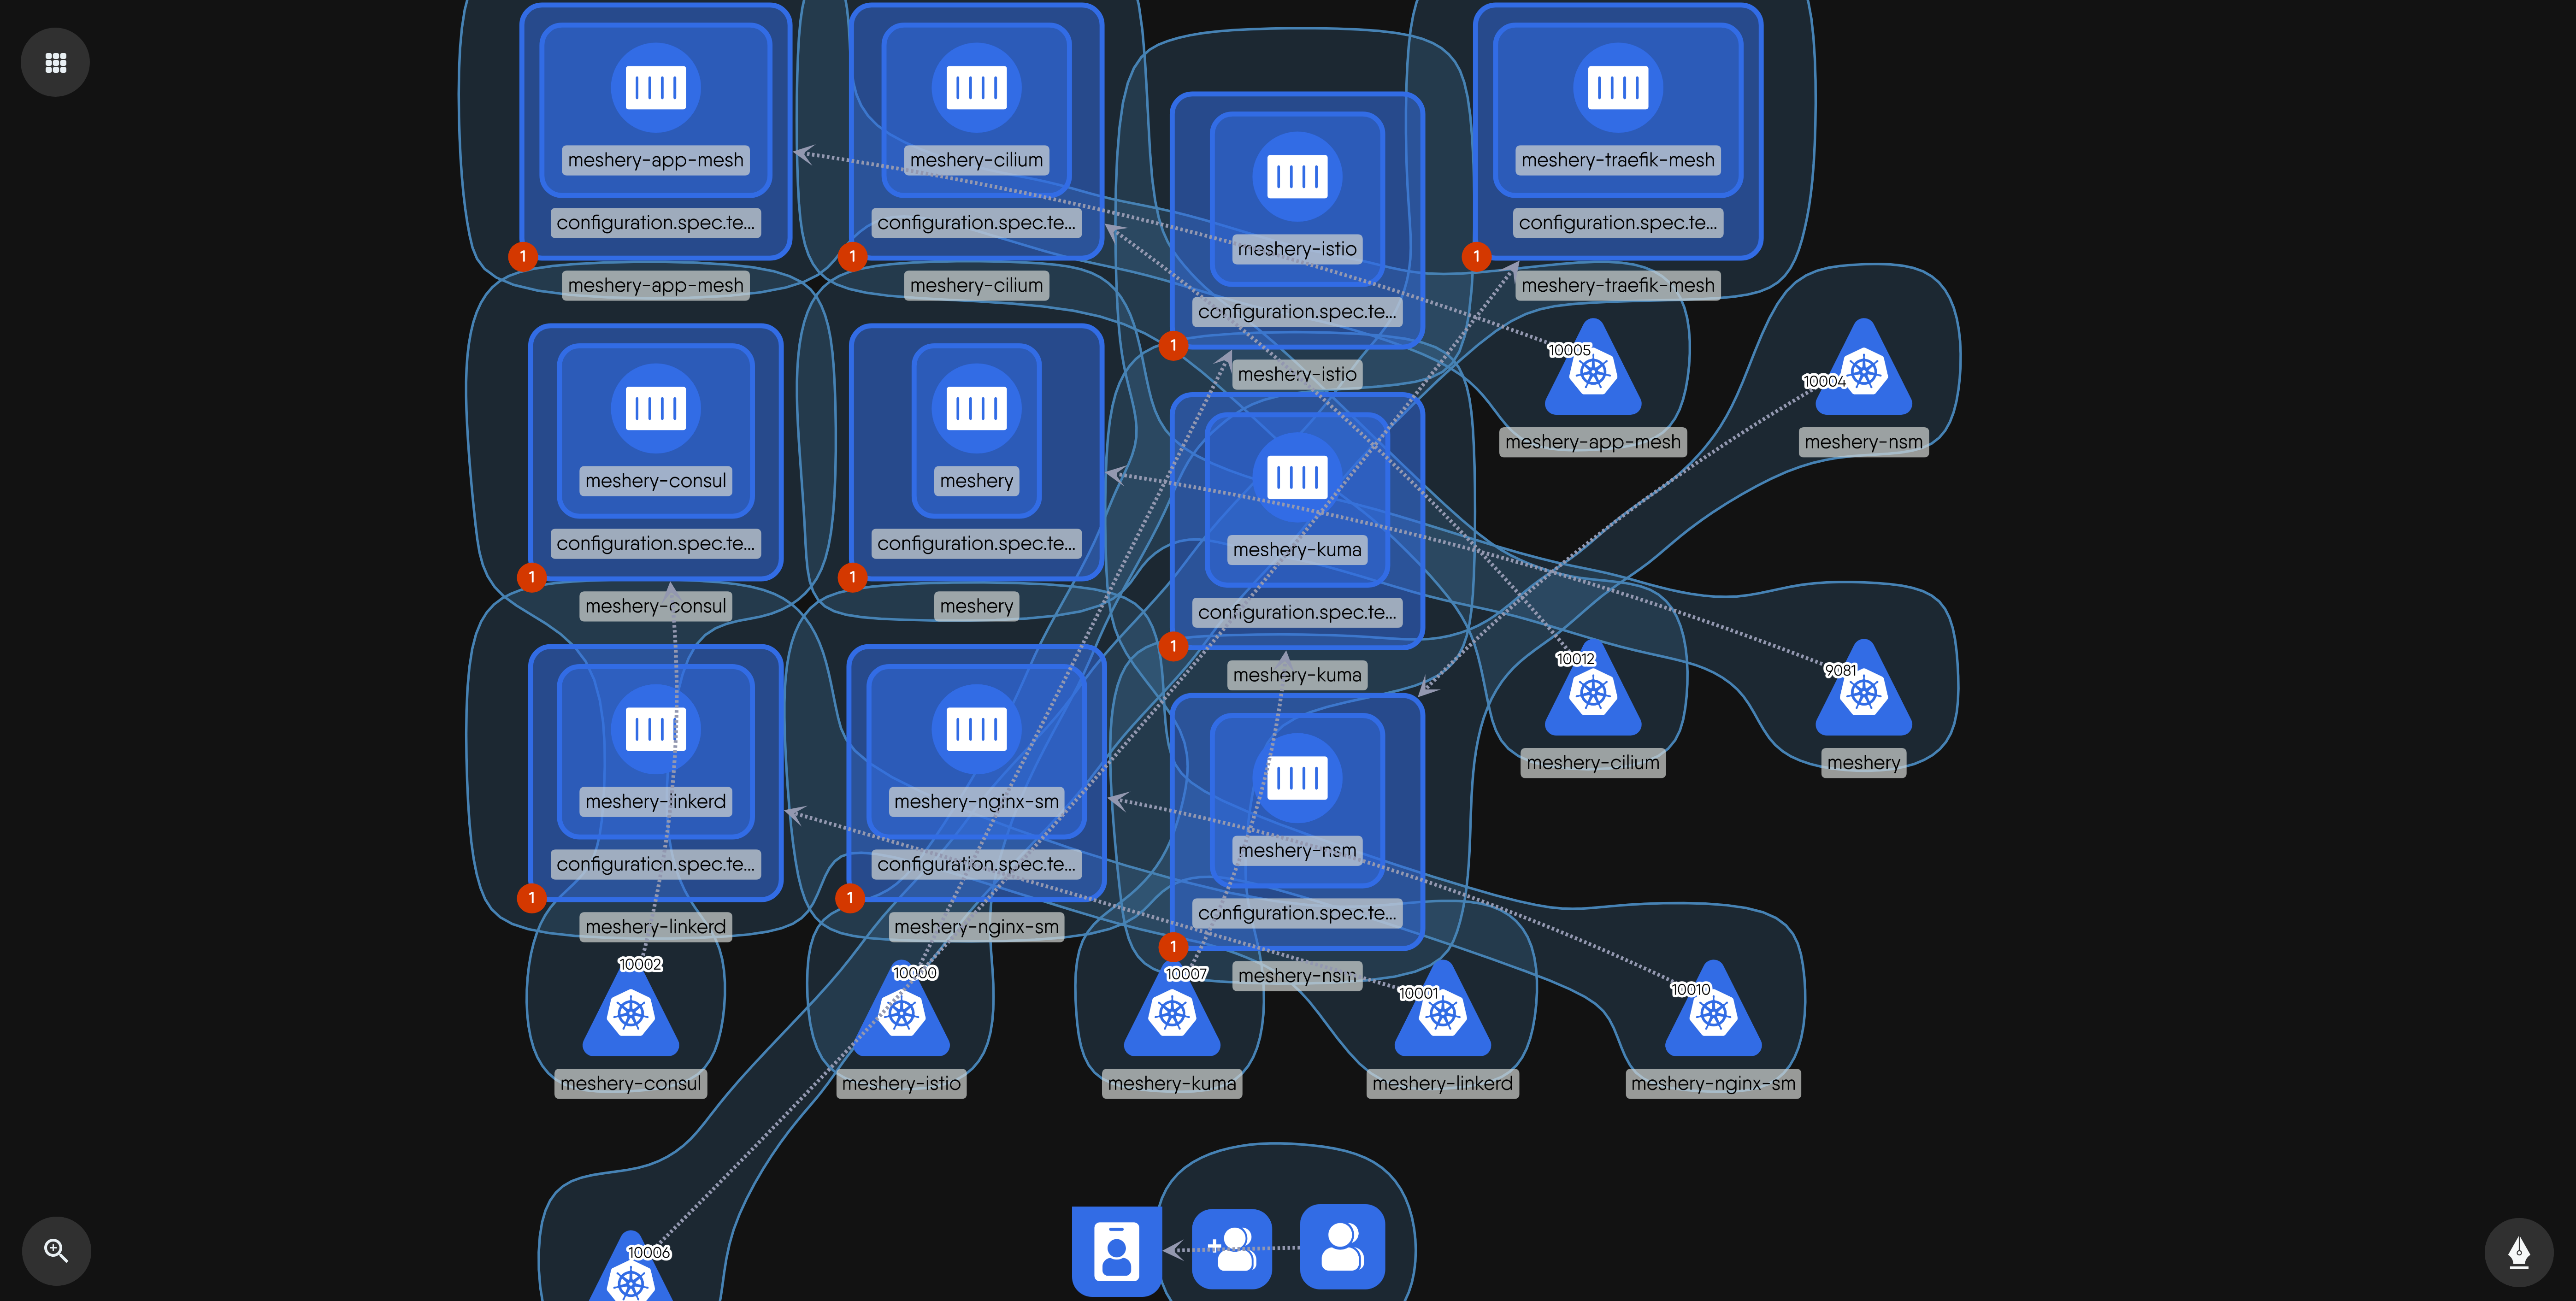 meshery-app-mesh
configuration.spec.te...
1
meshery-app-mesh
meshery-cilium
configuration.spec.te...
1
meshery-cilium
meshery-istio
configuration.spec.te...
1
meshery-istio
meshery-traefik-mesh
configuration.spec.te...
1
meshery-traefik-mesh
10005
meshery-app-mesh
10004
meshery-nsm
meshery-consul
configuration.spec.te...
1
meshery-consul
meshery
configuration.spec.te...
1
meshery
meshery-kuma
configuration.spec.te...
1
meshery-kuma
10012
meshery-cilium
9081
meshery
meshery-linkerd
configuration.spec.te...
1
meshery-linkerd
meshery-nginx-sm
configuration.spec.te...
1
meshery-nginx-sm
meshery-nsm
configuration.spec.te...
1
meshery-nsm
10002
meshery-consul
10000
meshery-istio
10007
meshery-kuma
10001
meshery-linkerd
10010
meshery-nginx-sm
10006